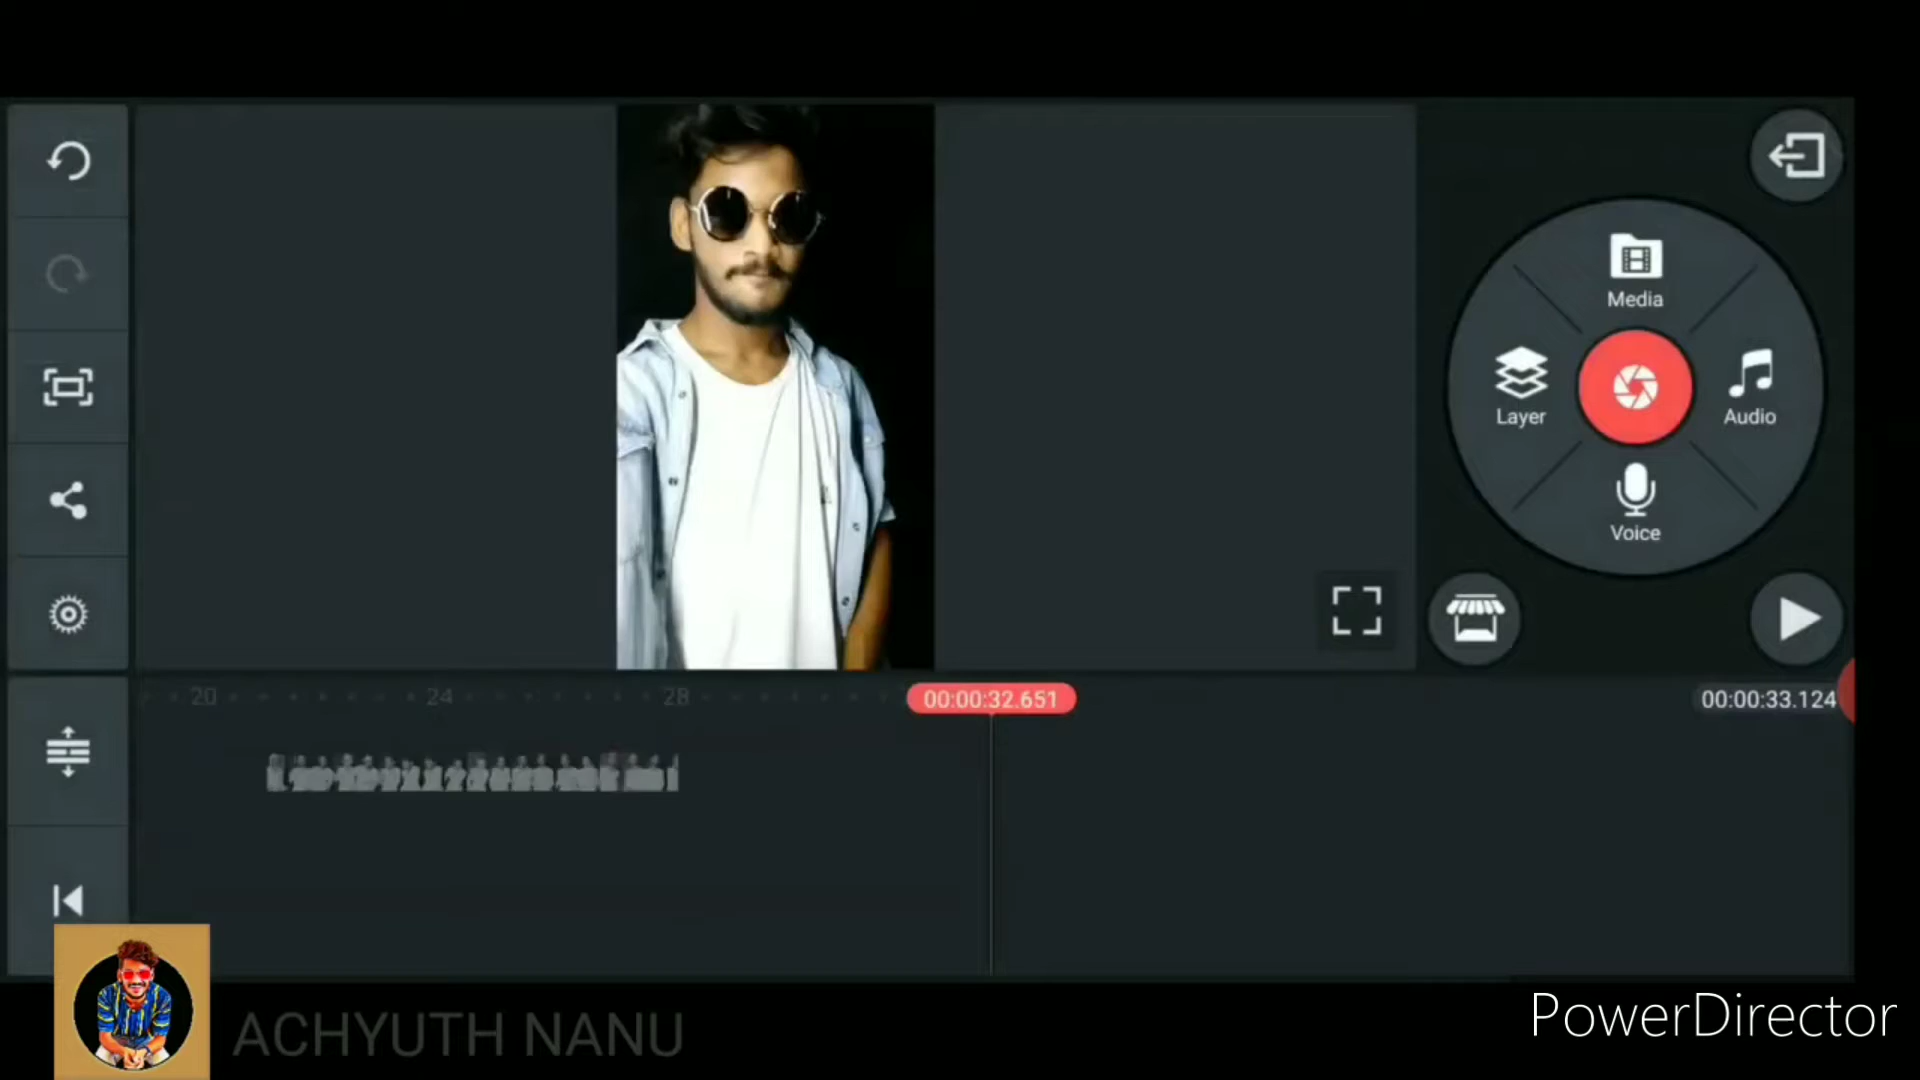 Media
Layer
Audio
Voice
20
24
28
00:00:32.651
00:00:33.124
ACHYUTH NANU
PowerDirector